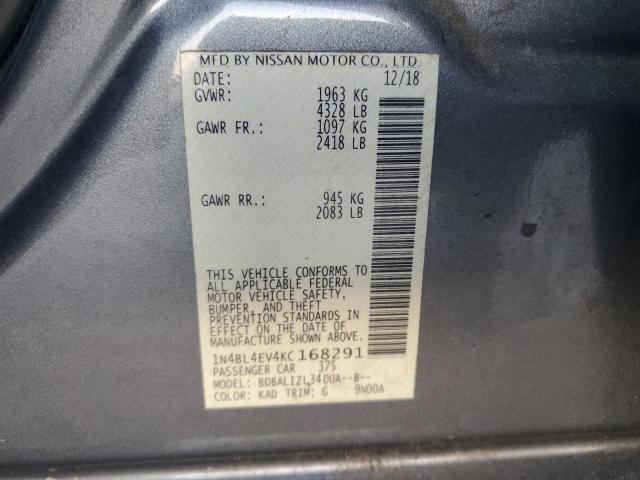 MFD BY NISSAN MOTOR CO., LTD.
DATE: 12/18
GVWR: 1963 KG
4328 LB
GAWR FR.: 1097 KG
2418 LB
GAWR RR.: 945 KG
2083 LB
THIS VEHICLE CONFORMS TO
ALL APPLICABLE FEDERAL
MOTOR VEHICLE SAFETY,
BUMPER, AND THEFT
PREVENTION STANDARDS IN
EFFECT ON THE DATE OF
MANUFACTURE SHOWN ABOVE.
1N4BL4EV4KC168291
PASSENGER CAR 375
MODEL: BDBALIZL34DUA--B--
COLOR: KAD TRIM: G 9N00A